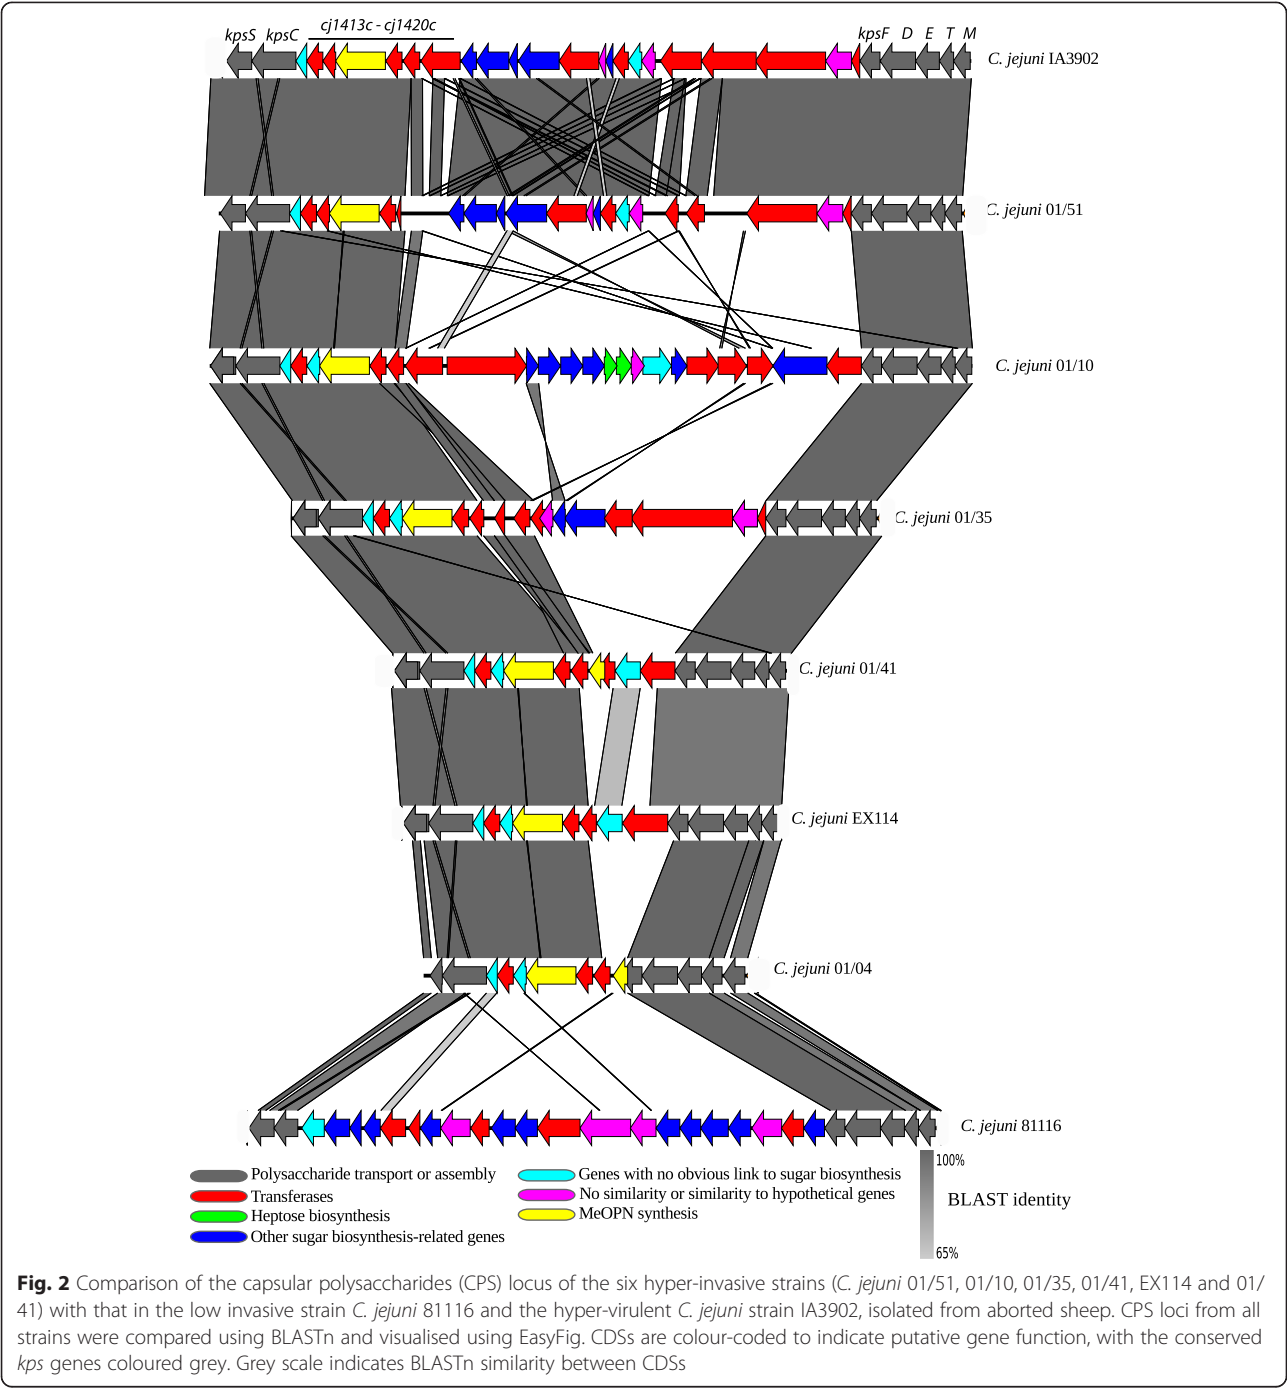 kpsS kpsC cj1413c - cj1420c kpsF D E T M
C. jejuni IA3902
C. jejuni 01/51
C. jejuni 01/10
C. jejuni 01/35
C. jejuni 01/41
C. jejuni EX114
C. jejuni 01/04
C. jejuni 81116
Polysaccharide transport or assembly
Transferases
Heptose biosynthesis
Other sugar biosynthesis-related genes
Genes with no obvious link to sugar biosynthesis
No similarity or similarity to hypothetical genes
MeOPN synthesis
100%
BLAST identity
65%
Fig. 2 Comparison of the capsular polysaccharides (CPS) locus of the six hyper-invasive strains (C. jejuni 01/51, 01/10, 01/35, 01/41, EX114 and 01/
41) with that in the low invasive strain C. jejuni 81116 and the hyper-virulent C. jejuni strain IA3902, isolated from aborted sheep. CPS loci from all
strains were compared using BLASTn and visualised using EasyFig. CDSs are colour-coded to indicate putative gene function, with the conserved
kps genes coloured grey. Grey scale indicates BLASTn similarity between CDSs